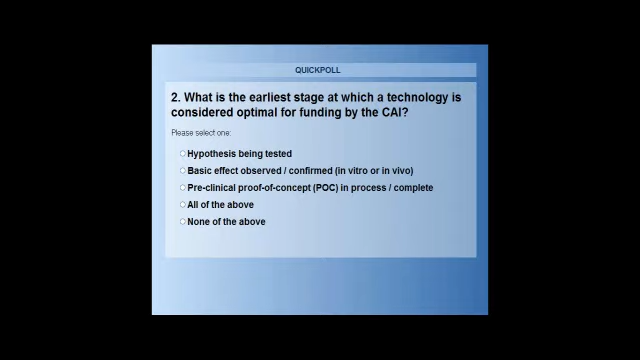 QUICKPOLL
2. What is the earliest stage at which a technology is
considered optimal for funding by the CAI?
Please select one:
Hypothesis being tested
Basic effect observed / confirmed (in vitro or in vivo)
Pre-clinical proof-of-concept (POC) in process / complete
All of the above
None of the above